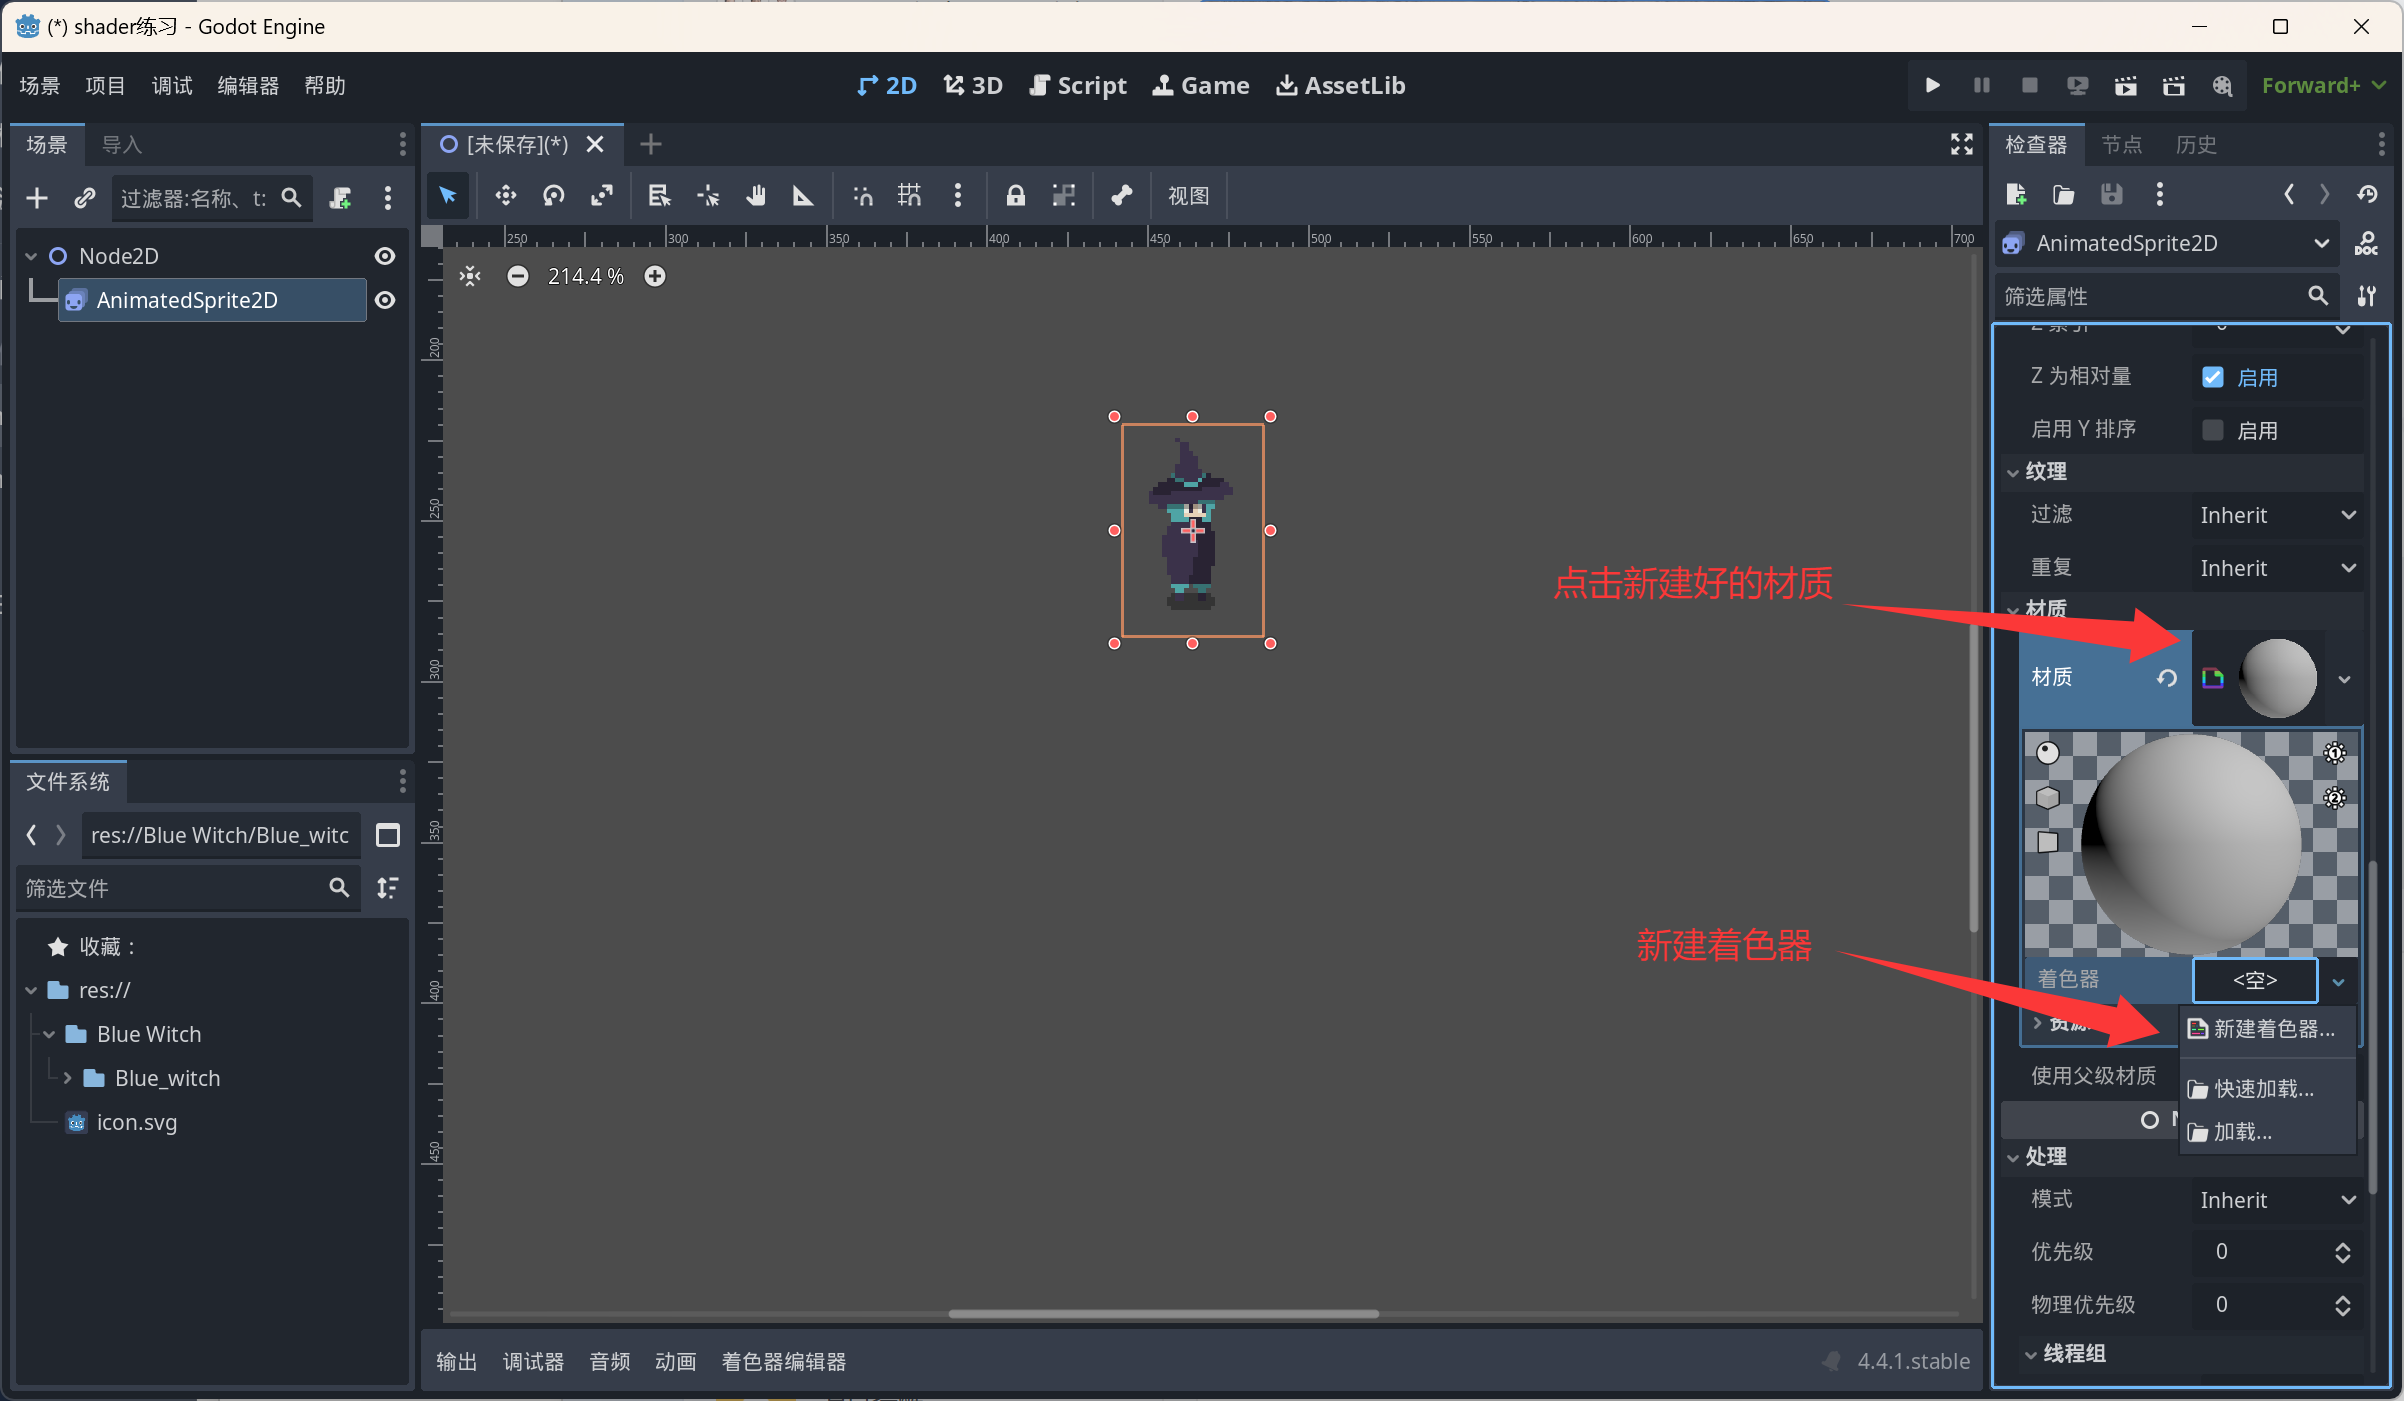 (*) shader练习 - Godot Engine
场景 项目 调试 编辑器 帮助
2D 3D Script Game AssetLib
Forward+
场景 导入
[未保存](*)
检查器 节点 历史
过滤器:名称、t:
视图
Node2D
AnimatedSprite2D
250 300 350 400 450 500 550 600 650 700
214.4 %
200
250
300
350
400
450
AnimatedSprite2D
DOC
筛选属性
Z 索引 0
Z 为相对量 启用
启用 Y 排序 启用
纹理
过滤 Inherit
重复 Inherit
点击新建好的材质
材质
材质
1
2
新建着色器
着色器 <空>
资源
新建着色器...
使用父级材质
快速加载...
加载...
处理
模式 Inherit
优先级 0
物理优先级 0
线程组
文件系统
res://Blue Witch/Blue_witc
筛选文件
收藏：
res://
Blue Witch
Blue_witch
icon.svg
输出 调试器 音频 动画 着色器编辑器
4.4.1.stable